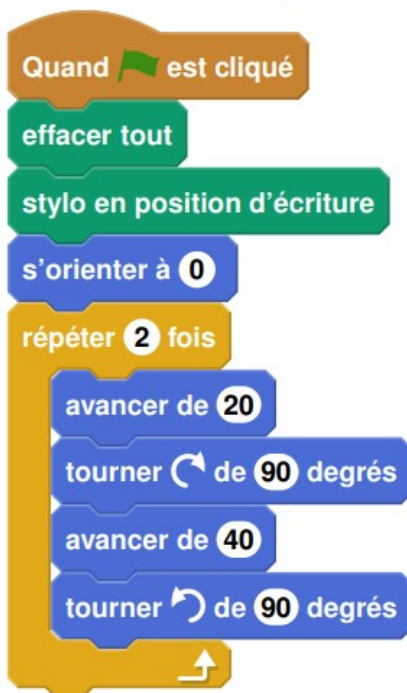 Quand est cliqué
effacer tout
stylo en position d'écriture
s'orienter à 0
répéter 2 fois
avancer de 20
tourner de 90 degrés
avancer de 40
tourner de 90 degrés